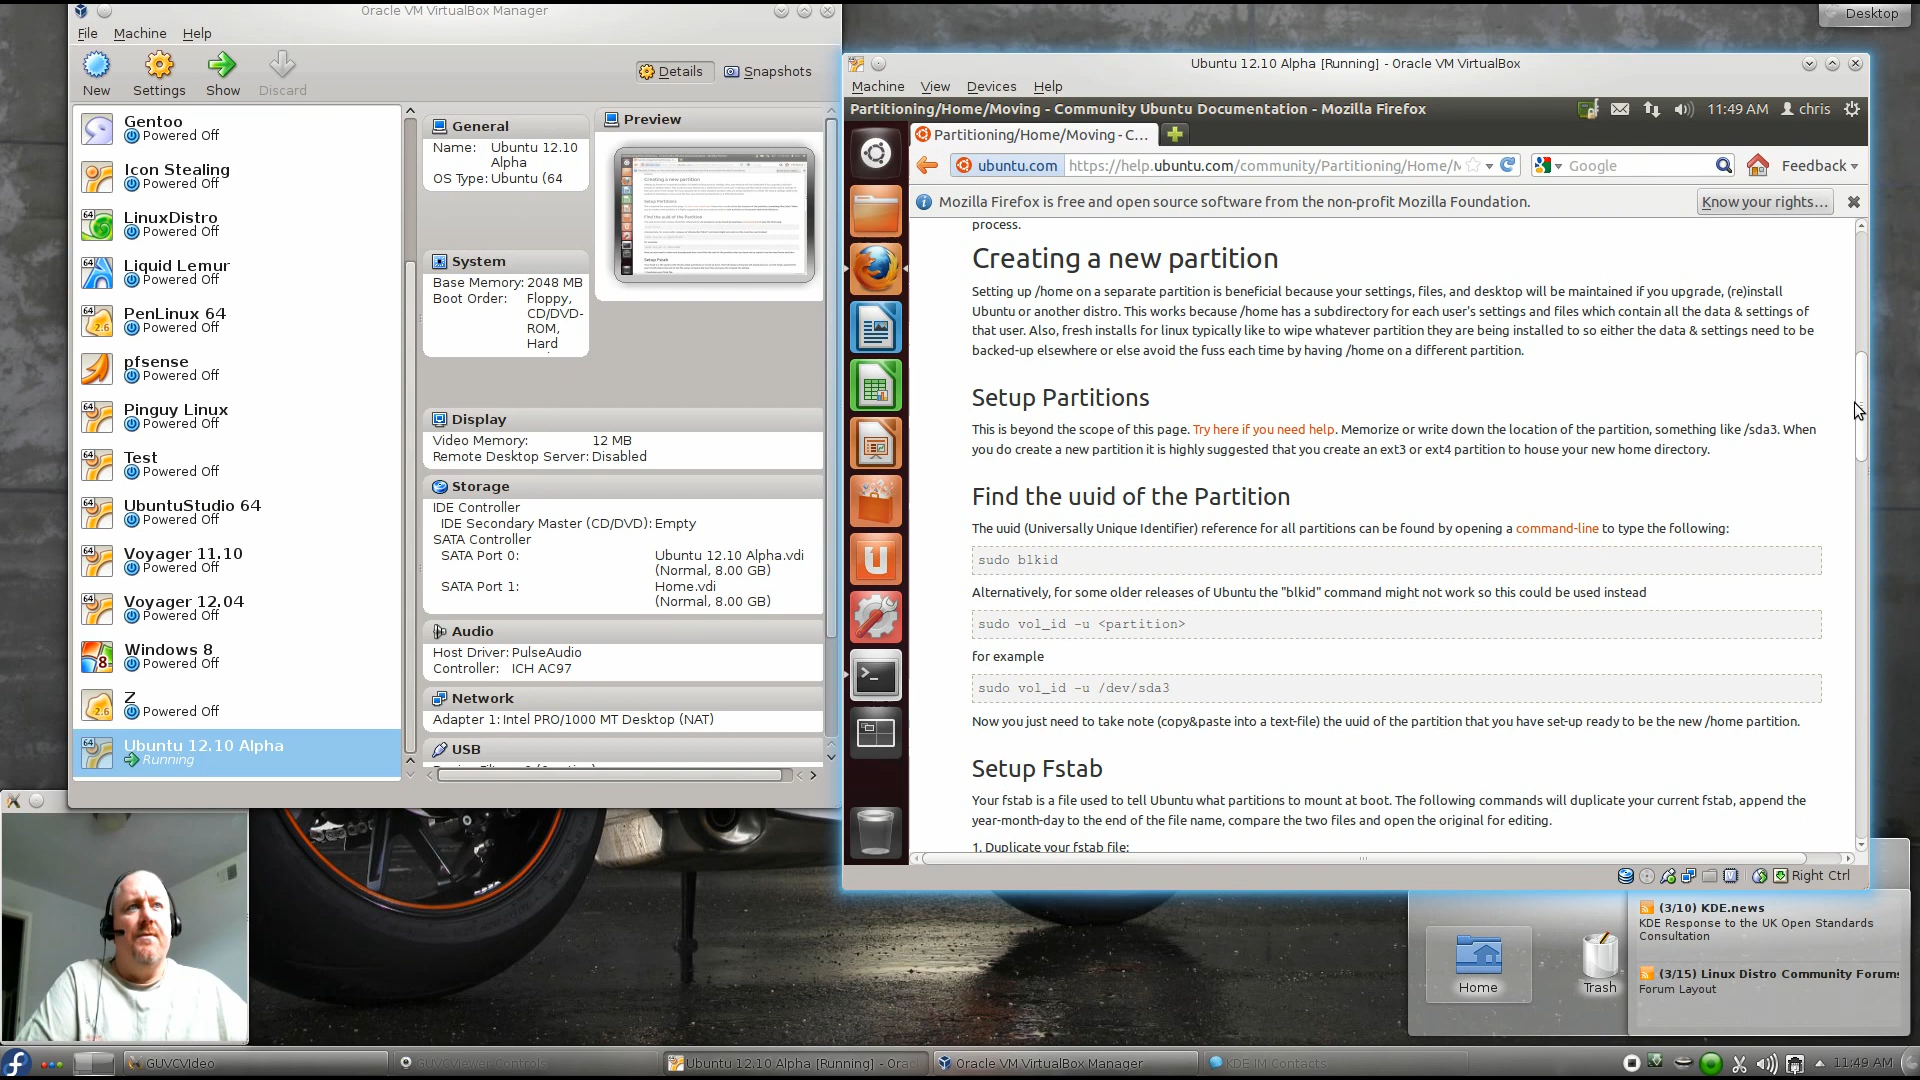 Oracle VM VirtualBox Manager
File Machine Help
New Settings Show Discard
Details Snapshots
Gentoo
Powered Off
Icon Stealing
Powered Off
LinuxDistro
Powered Off
Liquid Lemur
Powered Off
PenLinux 64
Powered Off
pfsense
Powered Off
Pinguy Linux
Powered Off
Test
Powered Off
UbuntuStudio 64
Powered Off
Voyager 11.10
Powered Off
Voyager 12.04
Powered Off
Windows 8
Powered Off
Z
Powered Off
Ubuntu 12.10 Alpha
Running
General
Name: Ubuntu 12.10
Alpha
OS Type: Ubuntu (64
Preview
System
Base Memory: 2048 MB
Boot Order: Floppy,
CD/DVD-
ROM,
Hard
Display
Video Memory: 12 MB
Remote Desktop Server: Disabled
Storage
IDE Controller
IDE Secondary Master (CD/DVD): Empty
SATA Controller
SATA Port 0: Ubuntu 12.10 Alpha.vdi
(Normal, 8.00 GB)
SATA Port 1: Home.vdi
(Normal, 8.00 GB)
Audio
Host Driver: PulseAudio
Controller: ICH AC97
Network
Adapter 1: Intel PRO/1000 MT Desktop (NAT)
USB
Desktop
Ubuntu 12.10 Alpha [Running] - Oracle VM VirtualBox
Machine View Devices Help
Partitioning/Home/Moving - Community Ubuntu Documentation - Mozilla Firefox
11:49 AM chris
Partitioning/Home/Moving - C...
ubuntu.com https://help.ubuntu.com/community/Partitioning/Home/M
Google
Feedback
Mozilla Firefox is free and open source software from the non-profit Mozilla Foundation.
Know your rights...
process.
Creating a new partition
Setting up /home on a separate partition is beneficial because your settings, files, and desktop will be maintained if you upgrade, (re)install
Ubuntu or another distro. This works because /home has a subdirectory for each user's settings and files which contain all the data & settings of
that user. Also, fresh installs for linux typically like to wipe whatever partition they are being installed to so either the data & settings need to be
backed-up elsewhere or else avoid the fuss each time by having /home on a different partition.
Setup Partitions
This is beyond the scope of this page. Try here if you need help. Memorize or write down the location of the partition, something like /sda3. When
you do create a new partition it is highly suggested that you create an ext3 or ext4 partition to house your new home directory.
Find the uuid of the Partition
The uuid (Universally Unique Identifier) reference for all partitions can be found by opening a command-line to type the following:
sudo blkid
Alternatively, for some older releases of Ubuntu the "blkid" command might not work so this could be used instead
sudo vol_id -u <partition>
for example
sudo vol_id -u /dev/sda3
Now you just need to take note (copy&paste into a text-file) the uuid of the partition that you have set-up ready to be the new /home partition.
Setup Fstab
Your fstab is a file used to tell Ubuntu what partitions to mount at boot. The following commands will duplicate your current fstab, append the
year-month-day to the end of the file name, compare the two files and open the original for editing.
1. Duplicate your fstab file:
Right Ctrl
Home
Trash
(3/10) KDE.news
KDE Response to the UK Open Standards
Consultation
(3/15) Linux Distro Community Forums
Forum Layout
GUVCVideo
GUVCViewer Controls
Ubuntu 12.10 Alpha [Running] - Orac
Oracle VM VirtualBox Manager
KDE IM Contacts
11:49 AM